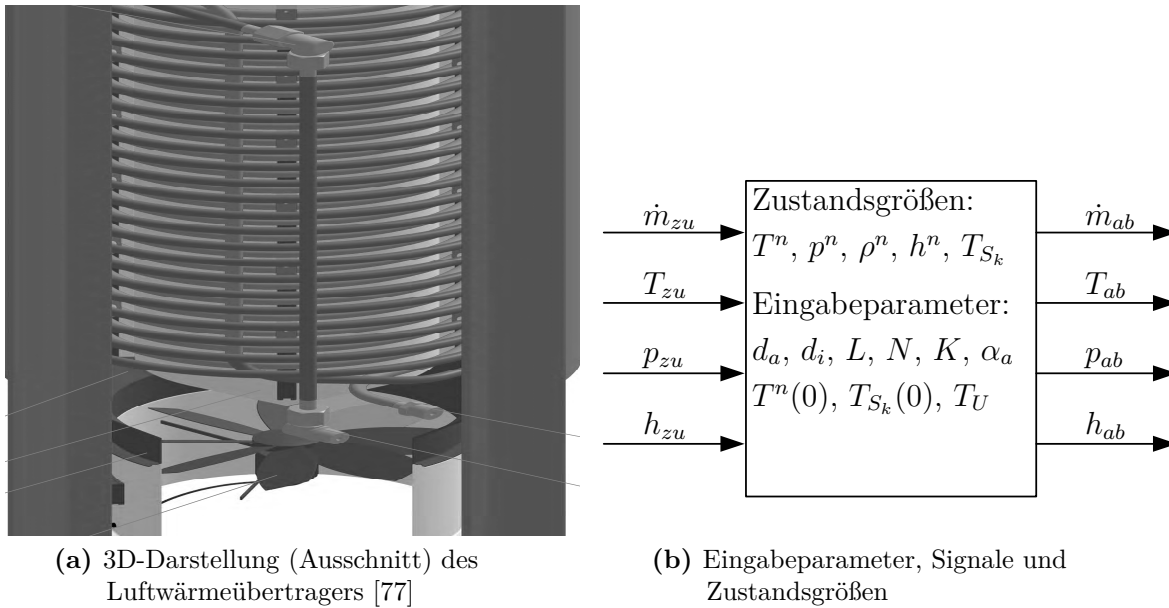 Zustandsgrößen:
ṁ_zu
T^n, p^n, ρ^n, h^n, T_{S_k}
ṁ_ab
T_zu
Eingabeparameter:
T_ab
p_zu
d_a, d_i, L, N, K, α_a
p_ab
T^n(0), T_{S_k}(0), T_U
h_zu
h_ab
(a) 3D-Darstellung (Ausschnitt) des
Luftwärmeübertragers [77]
(b) Eingabeparameter, Signale und
Zustandsgrößen